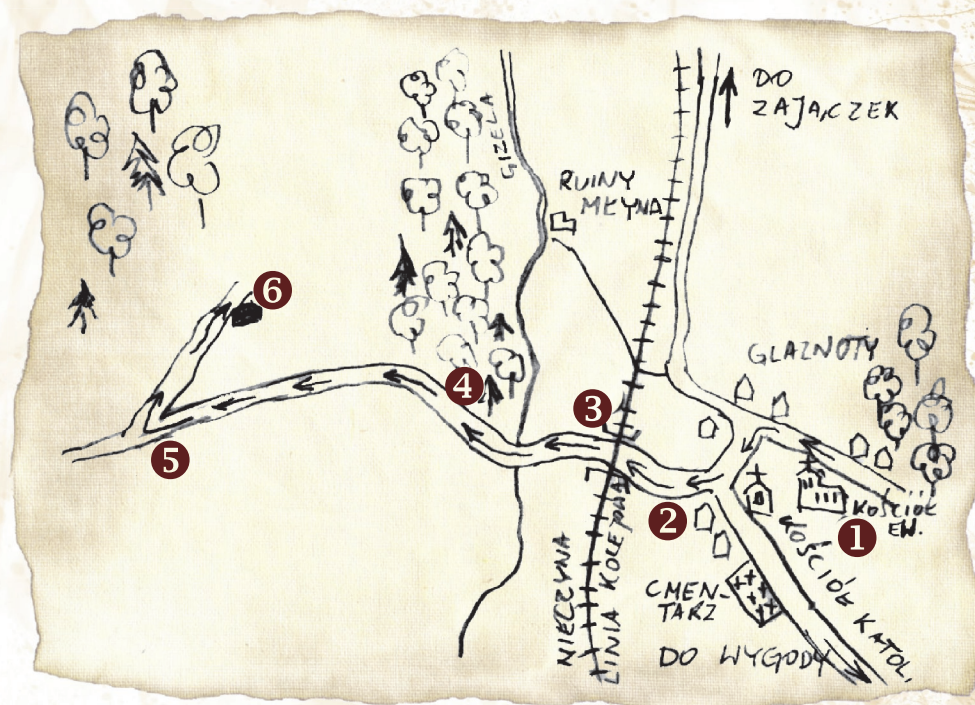 DO
ZAJĄCZEK
GIZELA
RUINY
MŁYNA
6
GLAZNOTY
4
3
5
2
KOŚCIÓŁ
EW.
1
KOŚCIÓŁ KATOL.
NIECZYNNA
LINIA KOLEJOWA
CMEN-
TARZ
DO WYGODY